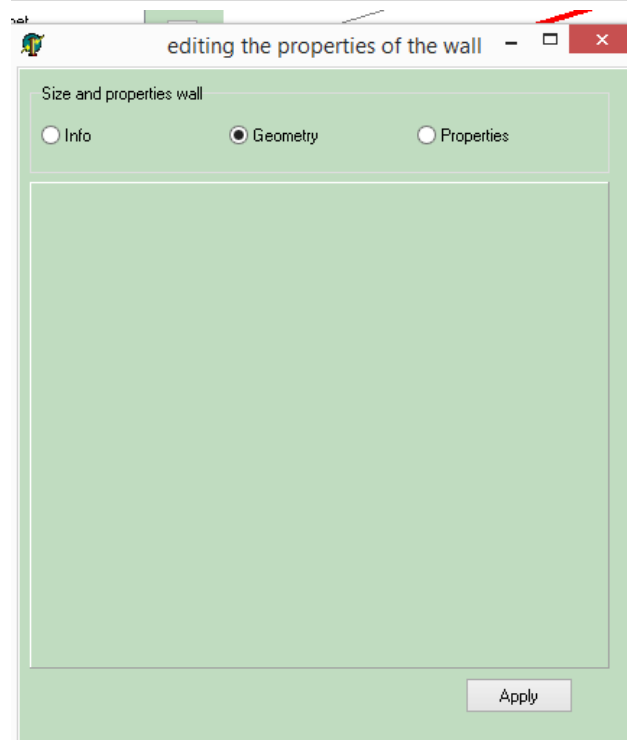 editing the properties of the wall
Size and properties wall
Info Geometry Properties
Apply